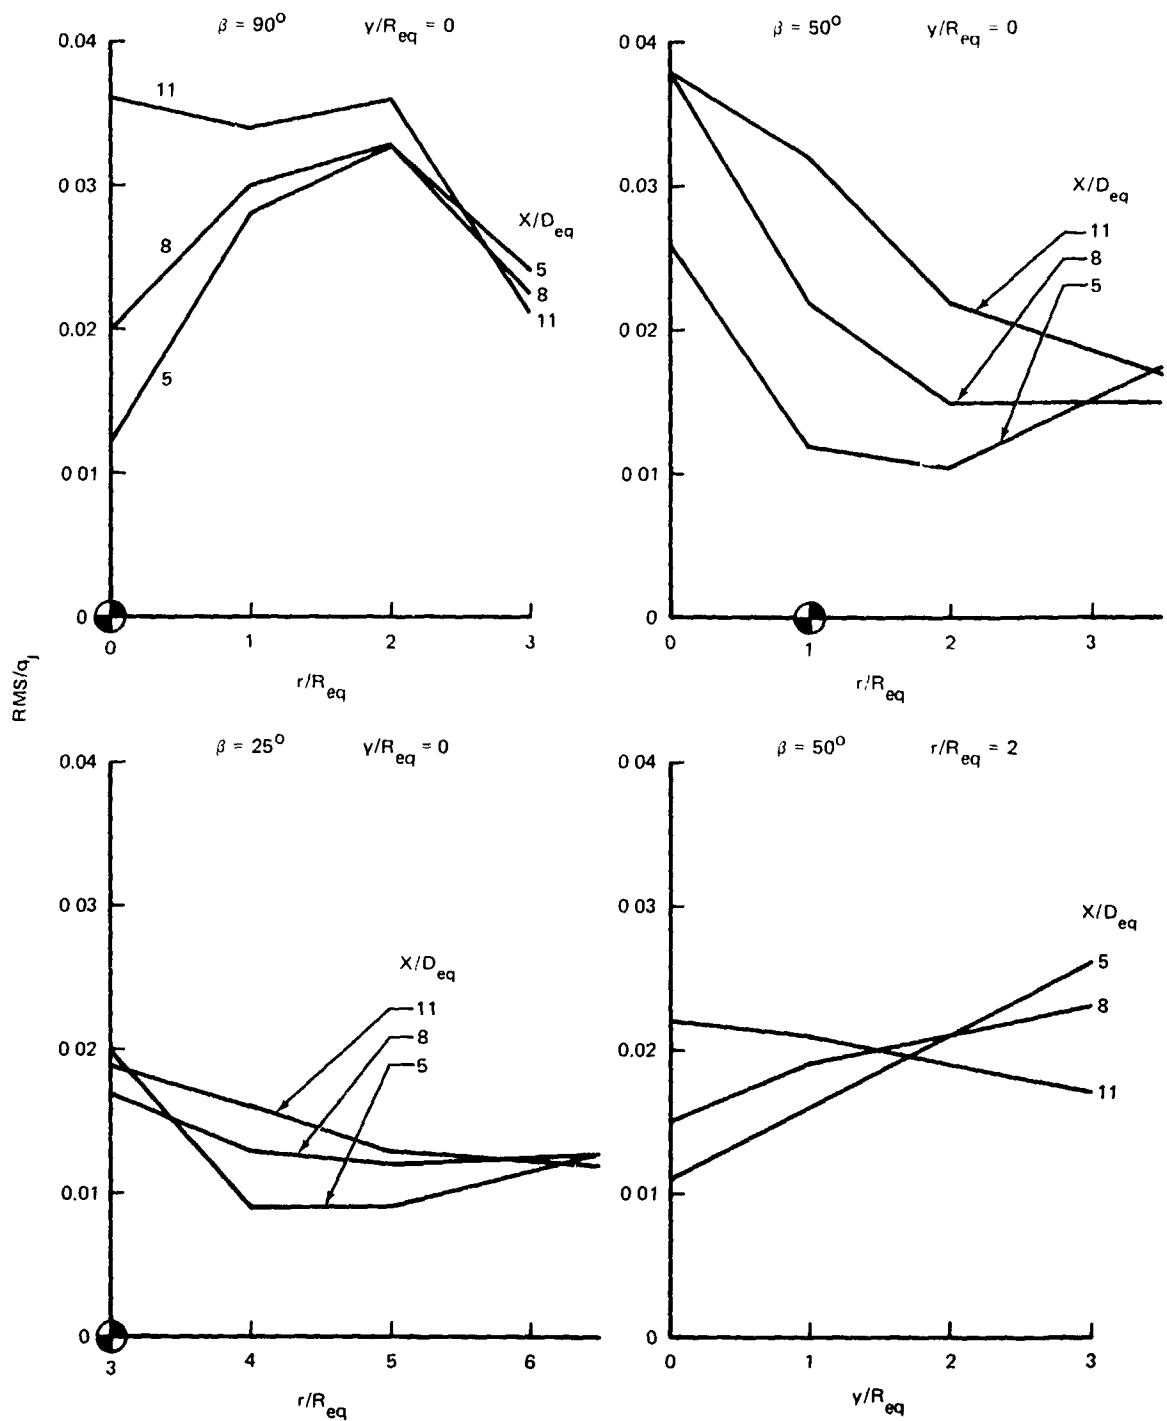 β = 90° y/Req = 0
0.04
0.03
0.02
0 01
0
11
8
5
X/Deq
5
8
11
0 1 2 3
r/Req
β = 50° y/Req = 0
0 04
0.03
0 02
0 01
0
X/Deq
11
8
5
0 1 2 3
r/Req
RMS/qj
β = 25° y/Req = 0
0.04
0 03
0 02
0.01
0
X/Deq
11
8
5
3 4 5 6
r/Req
β = 50° r/Req = 2
0 04
0 03
0.02
0 01
0
X/Deq
5
8
11
0 1 2 3
y/Req